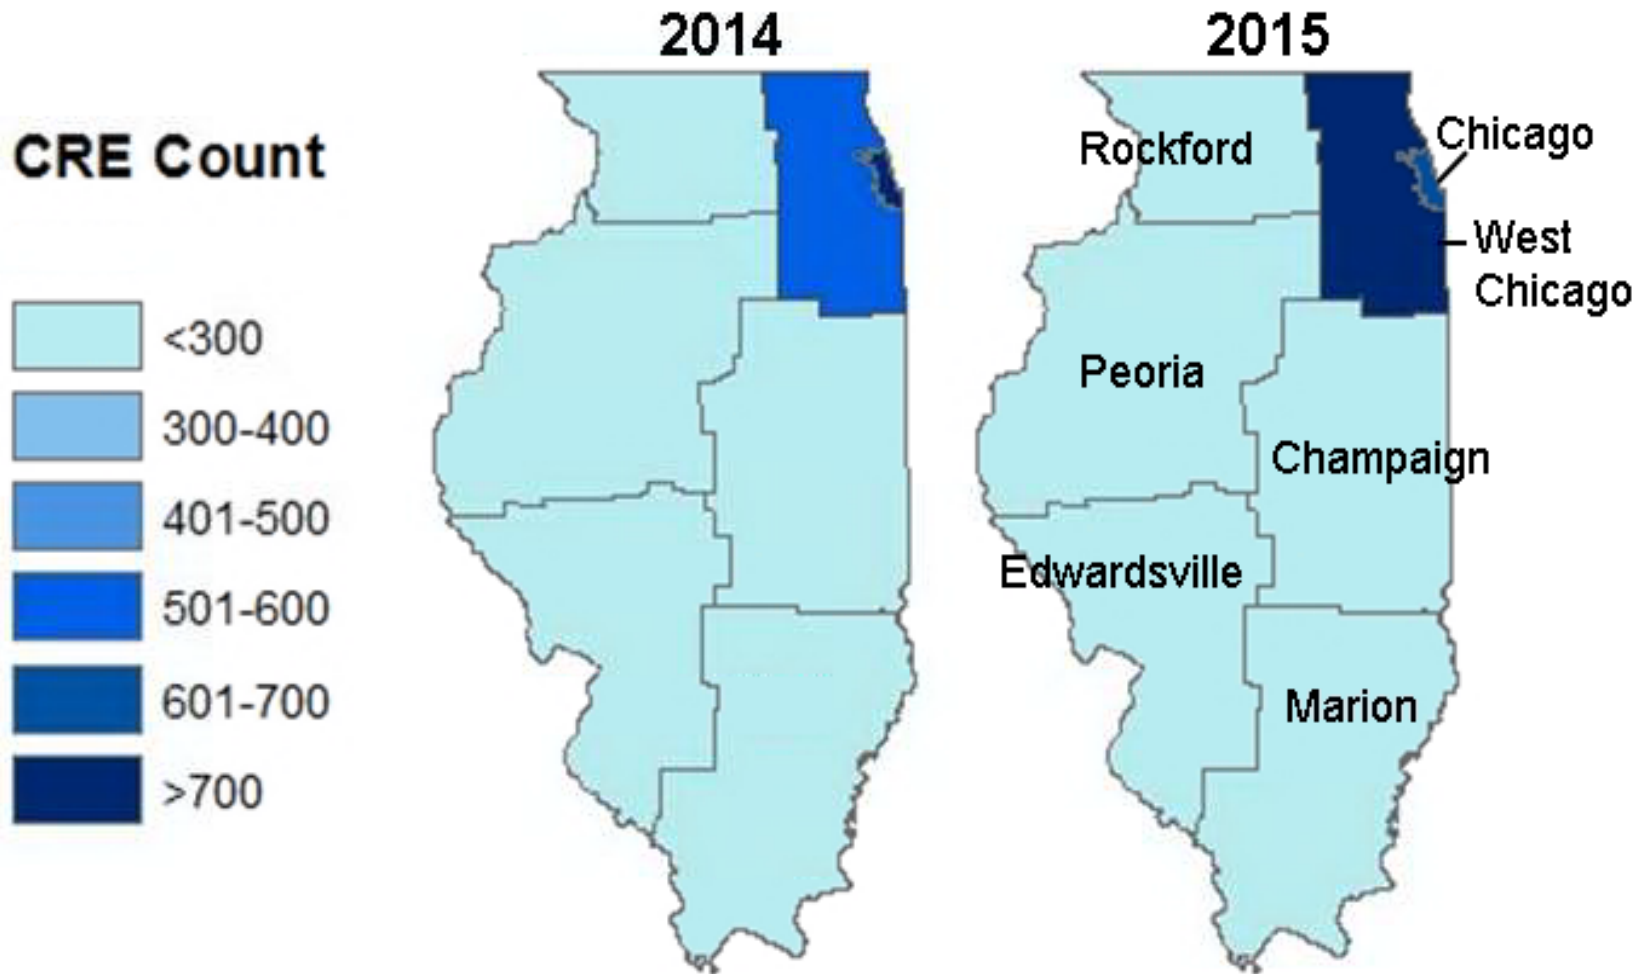 2014
2015
CRE Count
<300
300-400
401-500
501-600
601-700
>700
Rockford
Chicago
West
Chicago
Peoria
Champaign
Edwardsville
Marion